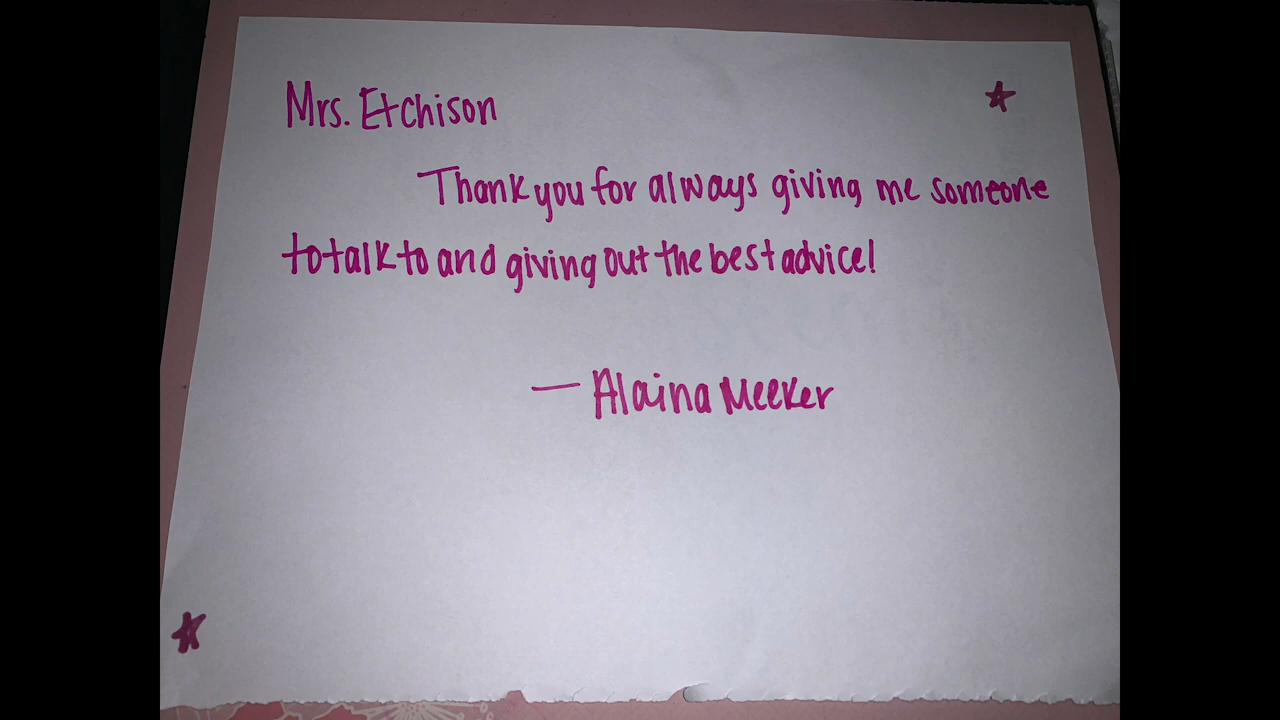 Mrs. Etchison
Thank you for always giving me someone
to talk to and giving out the best advice!
— Alaina Meeker